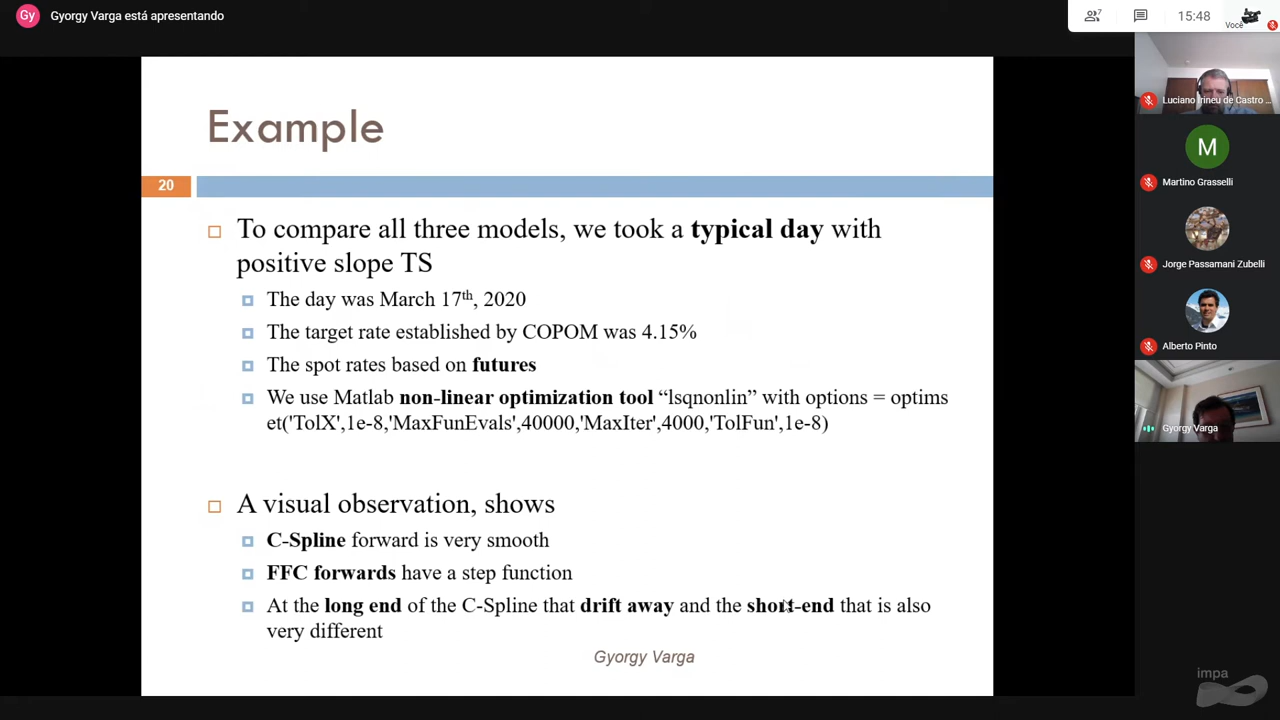 Gy Gyorgy Varga está apresentando
7
15:48
Você
Example
20
To compare all three models, we took a typical day with
positive slope TS
The day was March 17th, 2020
The target rate established by COPOM was 4.15%
The spot rates based on futures
We use Matlab non-linear optimization tool “lsqnonlin” with options = optims
et('TolX',1e-8,'MaxFunEvals',40000,'MaxIter',4000,'TolFun',1e-8)
A visual observation, shows
C-Spline forward is very smooth
FFC forwards have a step function
At the long end of the C-Spline that drift away and the short-end that is also
very different
Gyorgy Varga
Luciano Irineu de Castro ...
M
Martino Grasselli
Jorge Passamani Zubelli
Alberto Pinto
Gyorgy Varga
impa